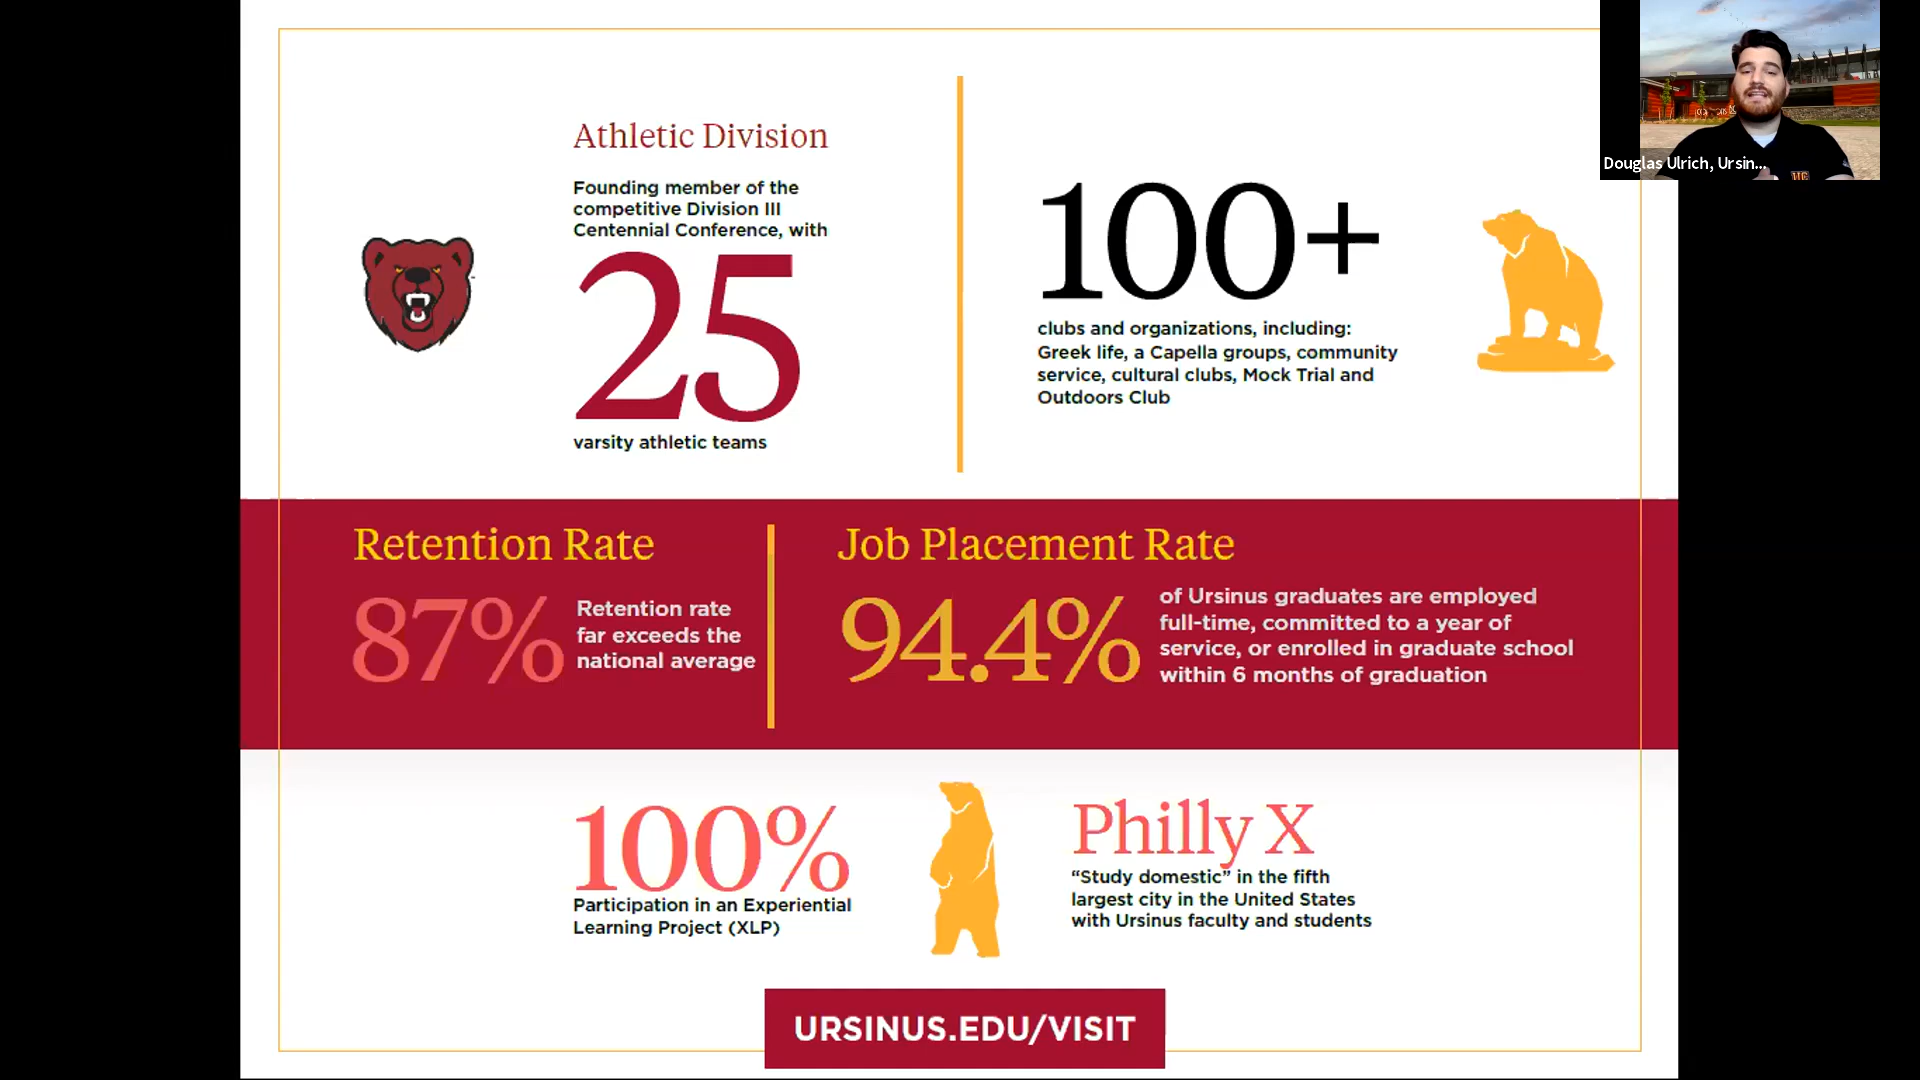 Athletic Division
Founding member of the
competitive Division III
Centennial Conference, with
25
varsity athletic teams
100+
clubs and organizations, including:
Greek life, a Capella groups, community
service, cultural clubs, Mock Trial and
Outdoors Club
Douglas Ulrich, Ursin...
Retention Rate
87%
Retention rate
far exceeds the
national average
Job Placement Rate
94.4%
of Ursinus graduates are employed
full-time, committed to a year of
service, or enrolled in graduate school
within 6 months of graduation
100%
Participation in an Experiential
Learning Project (XLP)
Philly X
“Study domestic” in the fifth
largest city in the United States
with Ursinus faculty and students
URSINUS.EDU/VISIT